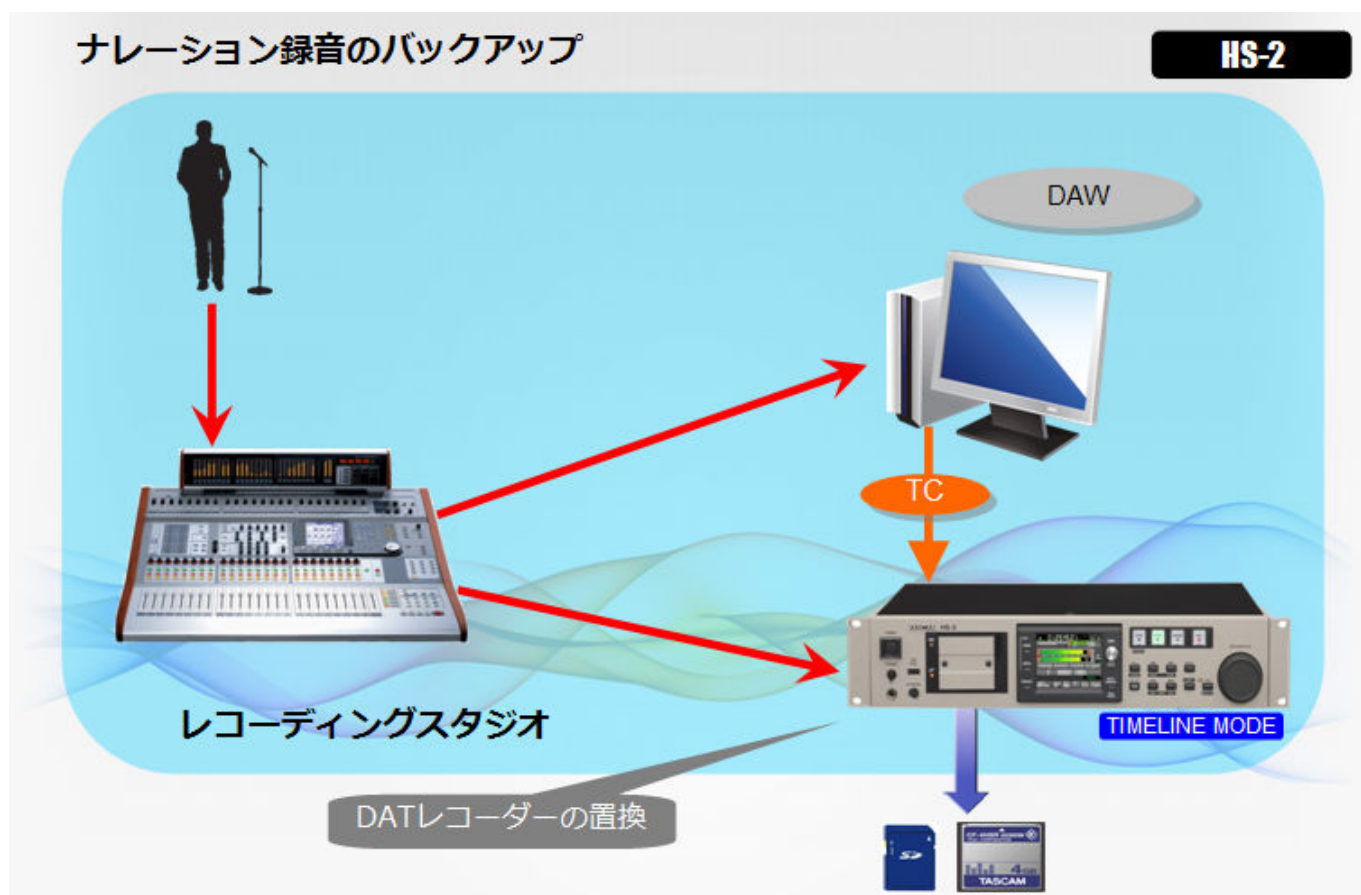 ナレーション録音のバックアップ
HS-2
DAW
TC
レコーディングスタジオ
TIMELINE MODE
DATレコーダーの置換
SD
4GB
TASCAM